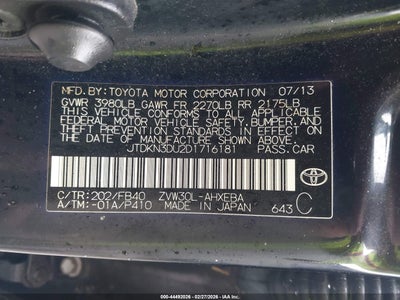 MFD.BY:TOYOTA MOTOR CORPORATION 07/13
GVWR 3980LB GAWR FR 2270LB RR 2175LB
THIS VEHICLE CONFORMS TO ALL APPLICABLE
FEDERAL MOTOR VEHICLE SAFETY, BUMPER, AND
THEFT PREVENTION STANDARDS IN EFFECT ON THE
DATE OF MANUFACTURE SHOWN ABOVE.
JTDKN3DU2D1716181 PASS.CAR
C/TR:202/FB40 ZVW30L-AHXEBA
A/TM:-01A/P410 MADE IN JAPAN 643 C
TOYOTA
000-44492026 - 02/27/2026 - IAA